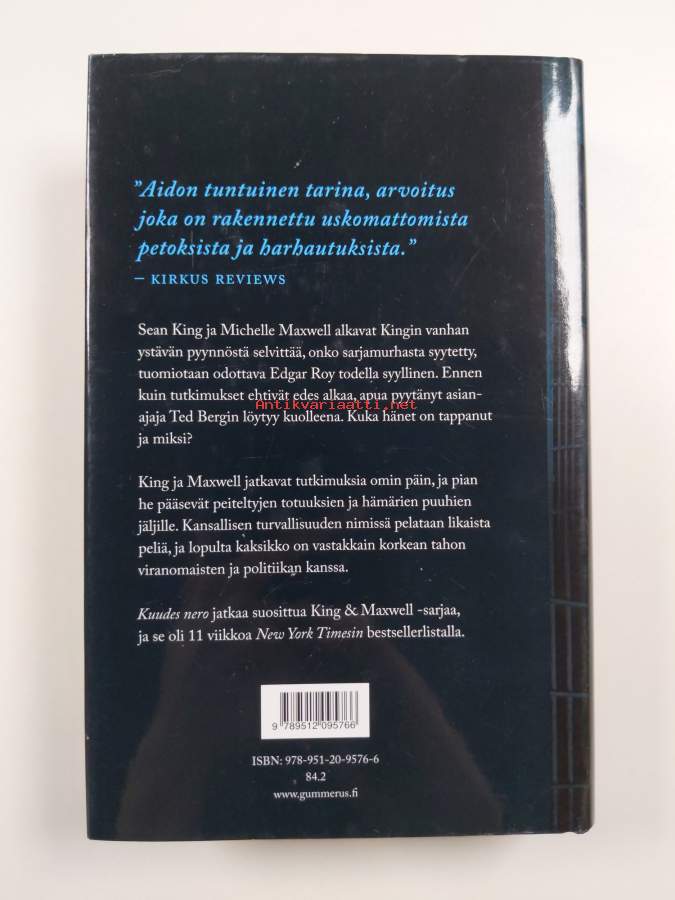 ”Aidon tuntuinen tarina, arvoitus
joka on rakennettu uskomattomista
petoksista ja harhautuksista.”
– KIRKUS REVIEWS
Sean King ja Michelle Maxwell alkavat Kingin vanhan
ystävän pyynnöstä selvittää, onko sarjamurhasta syytetty,
tuomiotaan odottava Edgar Roy todella syyllinen. Ennen
kuin tutkimukset ehtivät edes alkaa, apua pyytänyt asian-
ajaja Ted Bergin löytyy kuolleena. Kuka hänet on tappanut
ja miksi?
Antikvariaatti.net
King ja Maxwell jatkavat tutkimuksia omin päin, ja pian
he pääsevät peiteltyjen totuuksien ja hämärien puuhien
jäljille. Kansallisen turvallisuuden nimissä pelataan likaista
peliä, ja lopulta kaksikko on vastakkain korkean tahon
viranomaisten ja politiikan kanssa.
Kuudes nero jatkaa suosittua King & Maxwell -sarjaa,
ja se oli 11 viikkoa New York Timesin bestsellerlistalla.
9 789512 095766
ISBN: 978-951-20-9576-6
84.2
www.gummerus.fi